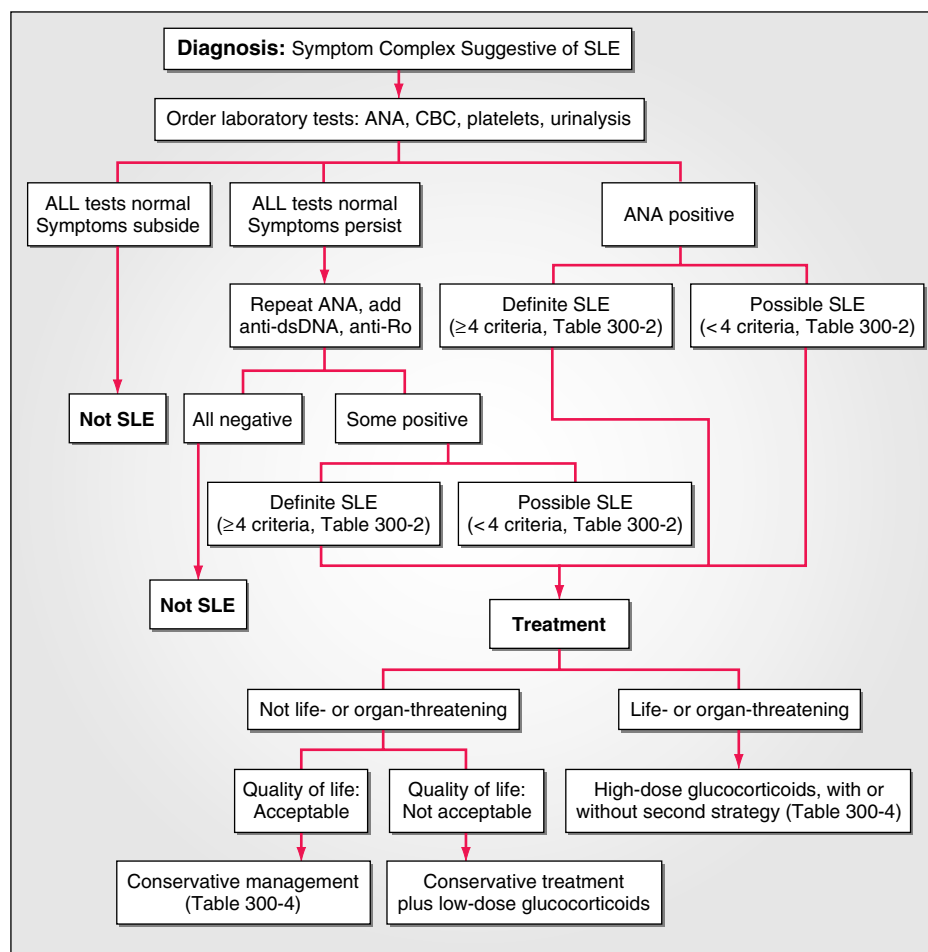 Diagnosis: Symptom Complex Suggestive of SLE
Order laboratory tests: ANA, CBC, platelets, urinalysis
ALL tests normal
Symptoms subside
ALL tests normal
Symptoms persist
ANA positive
Repeat ANA, add
anti-dsDNA, anti-Ro
Definite SLE
(≥4 criteria, Table 300-2)
Possible SLE
(<4 criteria, Table 300-2)
Not SLE
All negative
Some positive
Definite SLE
(≥4 criteria, Table 300-2)
Possible SLE
(<4 criteria, Table 300-2)
Not SLE
Treatment
Not life- or organ-threatening
Life- or organ-threatening
Quality of life:
Acceptable
Quality of life:
Not acceptable
High-dose glucocorticoids, with or
without second strategy (Table 300-4)
Conservative management
(Table 300-4)
Conservative treatment
plus low-dose glucocorticoids